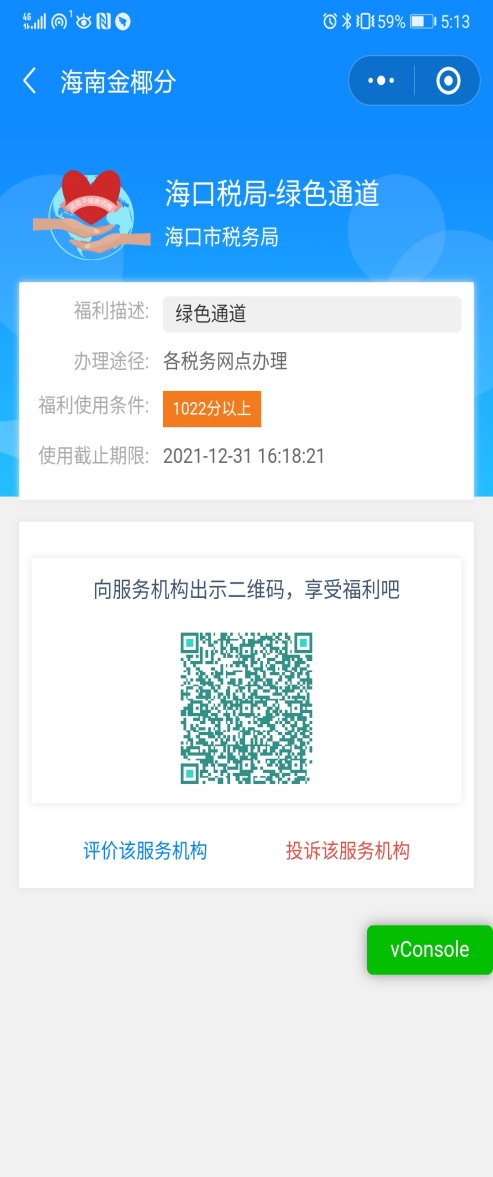 4G 1 59% 5:13
海南金椰分
海口税局-绿色通道
海口市税务局
福利描述: 绿色通道
办理途径: 各税务网点办理
福利使用条件: 1022分以上
使用截止期限: 2021-12-31 16:18:21
向服务机构出示二维码，享受福利吧
评价该服务机构 投诉该服务机构
vConsole